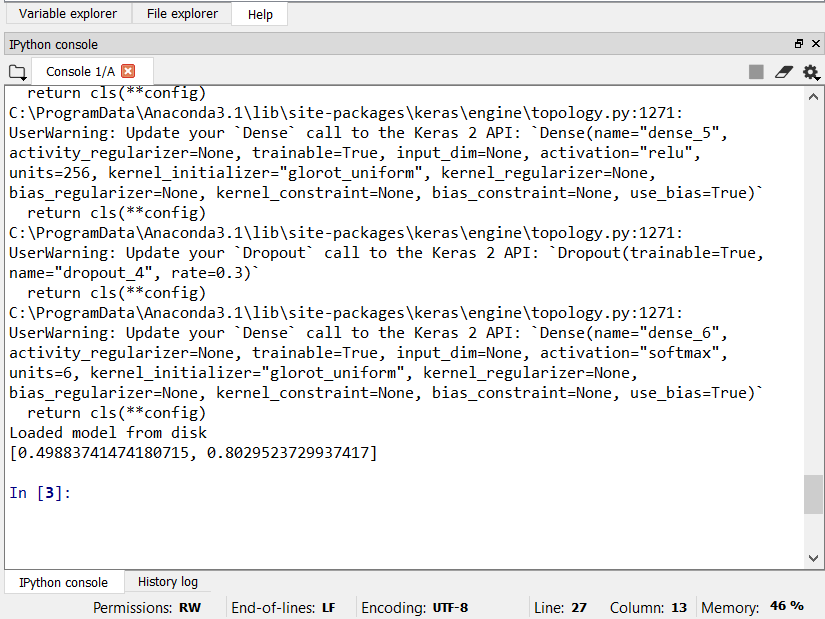 Variable explorer File explorer Help
IPython console
Console 1/A
  return cls(**config)
C:\ProgramData\Anaconda3.1\lib\site-packages\keras\engine\topology.py:1271:
UserWarning: Update your `Dense` call to the Keras 2 API: `Dense(name="dense_5",
activity_regularizer=None, trainable=True, input_dim=None, activation="relu",
units=256, kernel_initializer="glorot_uniform", kernel_regularizer=None,
bias_regularizer=None, kernel_constraint=None, bias_constraint=None, use_bias=True)`
  return cls(**config)
C:\ProgramData\Anaconda3.1\lib\site-packages\keras\engine\topology.py:1271:
UserWarning: Update your `Dropout` call to the Keras 2 API: `Dropout(trainable=True,
name="dropout_4", rate=0.3)`
  return cls(**config)
C:\ProgramData\Anaconda3.1\lib\site-packages\keras\engine\topology.py:1271:
UserWarning: Update your `Dense` call to the Keras 2 API: `Dense(name="dense_6",
activity_regularizer=None, trainable=True, input_dim=None, activation="softmax",
units=6, kernel_initializer="glorot_uniform", kernel_regularizer=None,
bias_regularizer=None, kernel_constraint=None, bias_constraint=None, use_bias=True)`
  return cls(**config)
Loaded model from disk
[0.49883741474180715, 0.8029523729937417]
In [3]:
IPython console History log
Permissions: RW End-of-lines: LF Encoding: UTF-8 Line: 27 Column: 13 Memory: 46 %